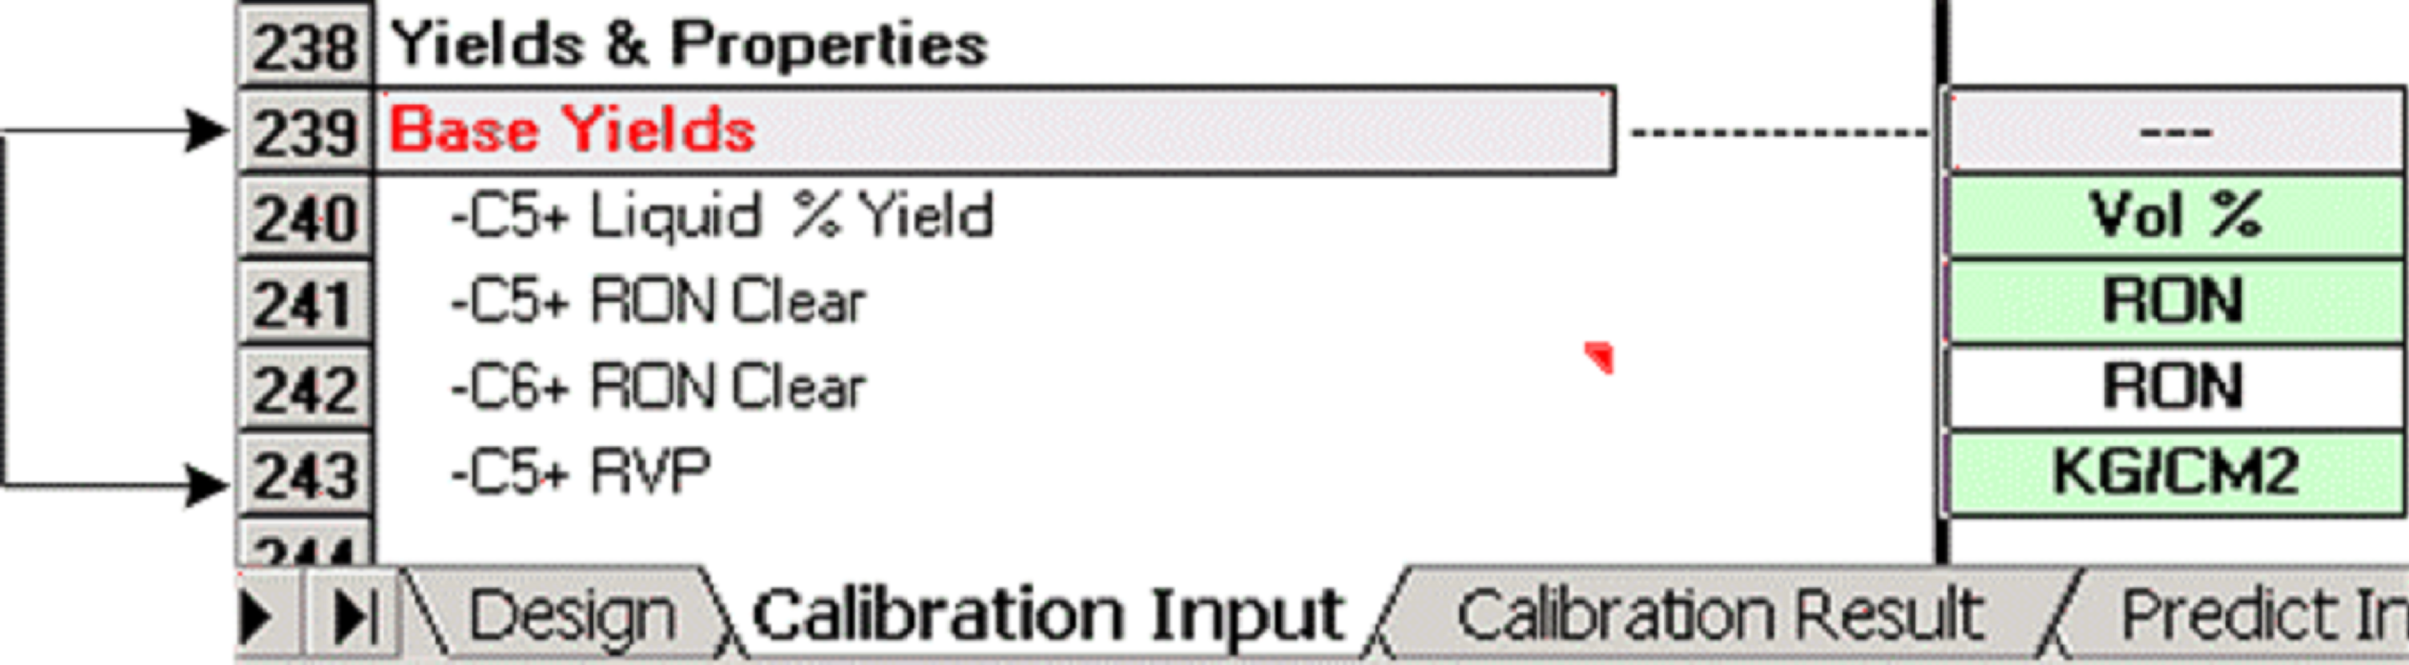 238 Yields & Properties
239 Base Yields ---
240 -C5+ Liquid % Yield Vol %
241 -C5+ RON Clear RON
242 -C6+ RON Clear RON
243 -C5+ RVP KG/CM2
244
Design Calibration Input Calibration Result Predict In